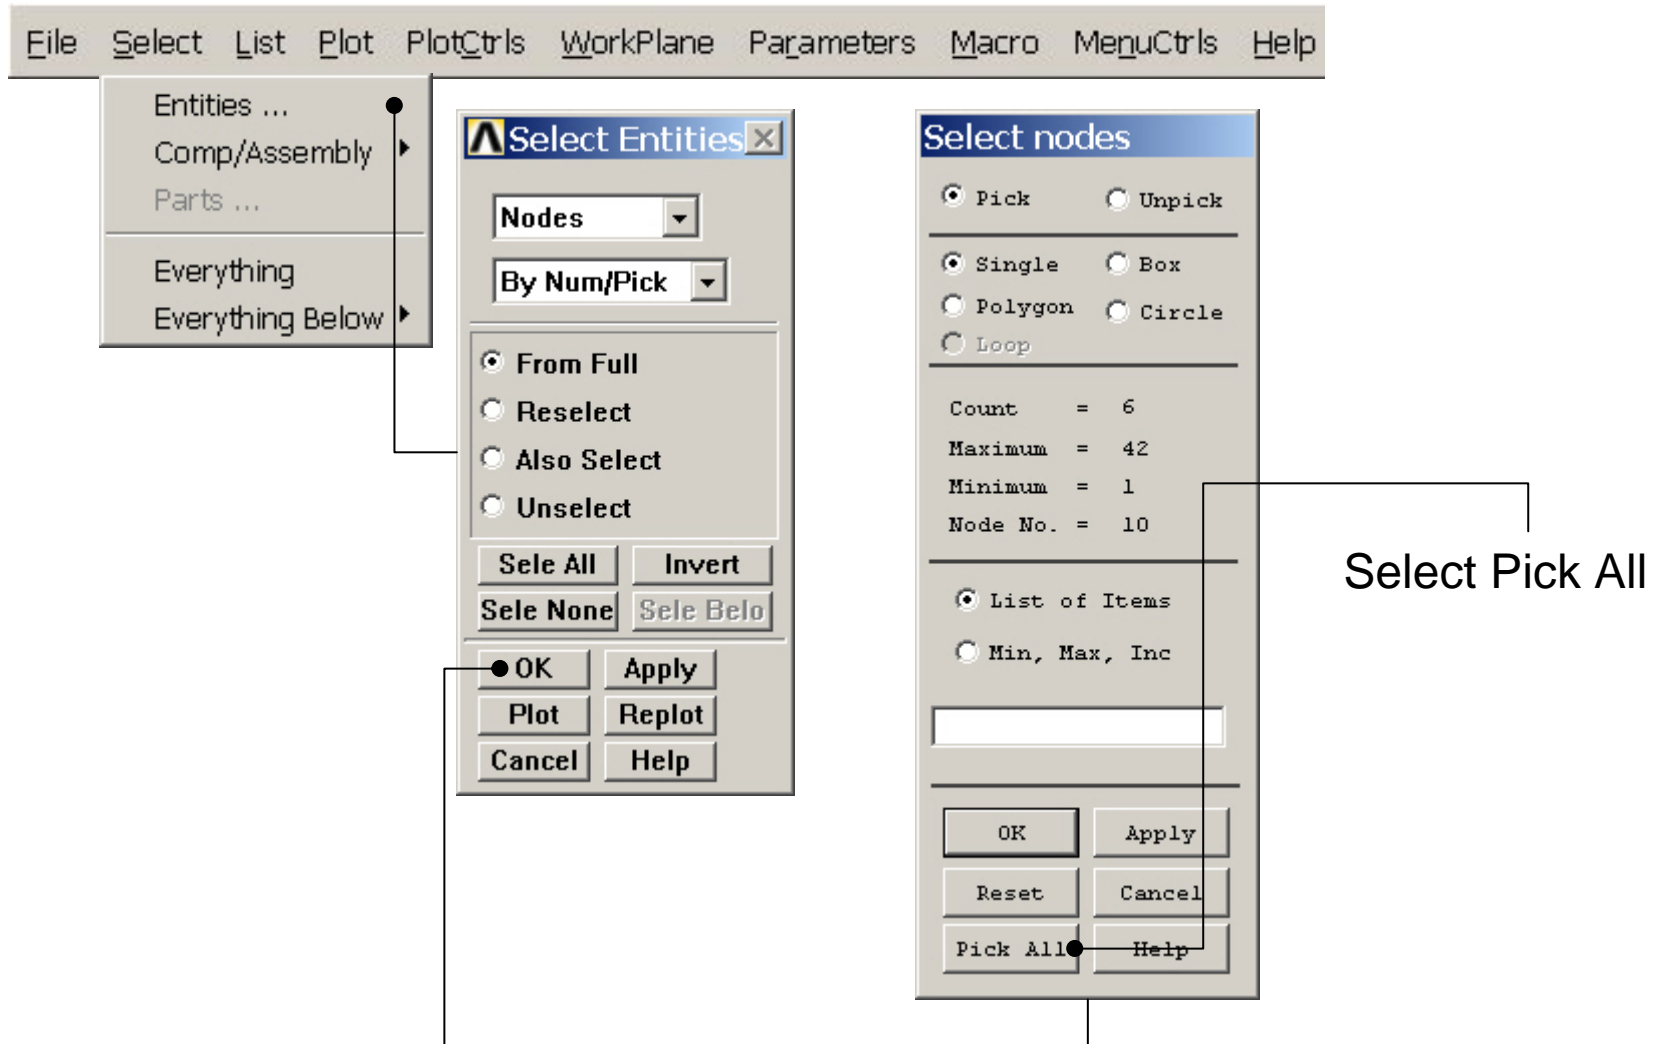 File Select List Plot PlotCtrls WorkPlane Parameters Macro MenuCtrls Help
Entities ...
Comp/Assembly
Parts ...
Everything
Everything Below
Select Entities
Nodes
By Num/Pick
From Full
Reselect
Also Select
Unselect
Sele All Invert
Sele None Sele Belo
OK Apply
Plot Replot
Cancel Help
Select nodes
Pick Unpick
Single Box
Polygon Circle
Loop
Count = 6
Maximum = 42
Minimum = 1
Node No. = 10
List of Items
Min, Max, Inc
OK Apply
Reset Cancel
Pick All Help
Select Pick All